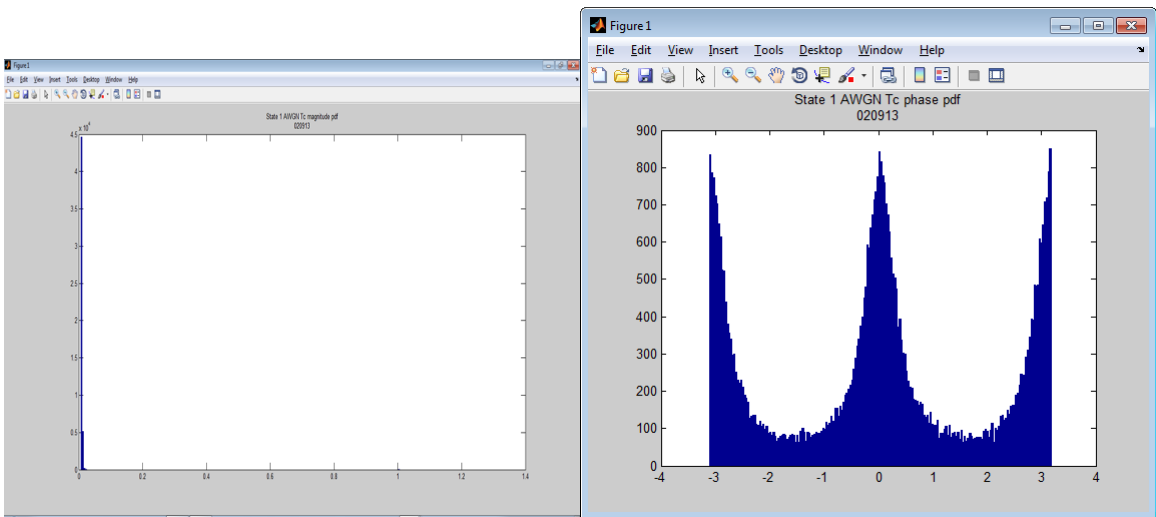 Figure 1
File Edit View Insert Tools Desktop Window Help
State 1 AWGN Tc magnitude pdf
020913
x 10^4
4.5
4
3.5
3
2.5
2
1.5
1
0.5
0
0 0.2 0.4 0.6 0.8 1 1.2 1.4
Figure 1
File Edit View Insert Tools Desktop Window Help
State 1 AWGN Tc phase pdf
020913
900
800
700
600
500
400
300
200
100
0
-4 -3 -2 -1 0 1 2 3 4